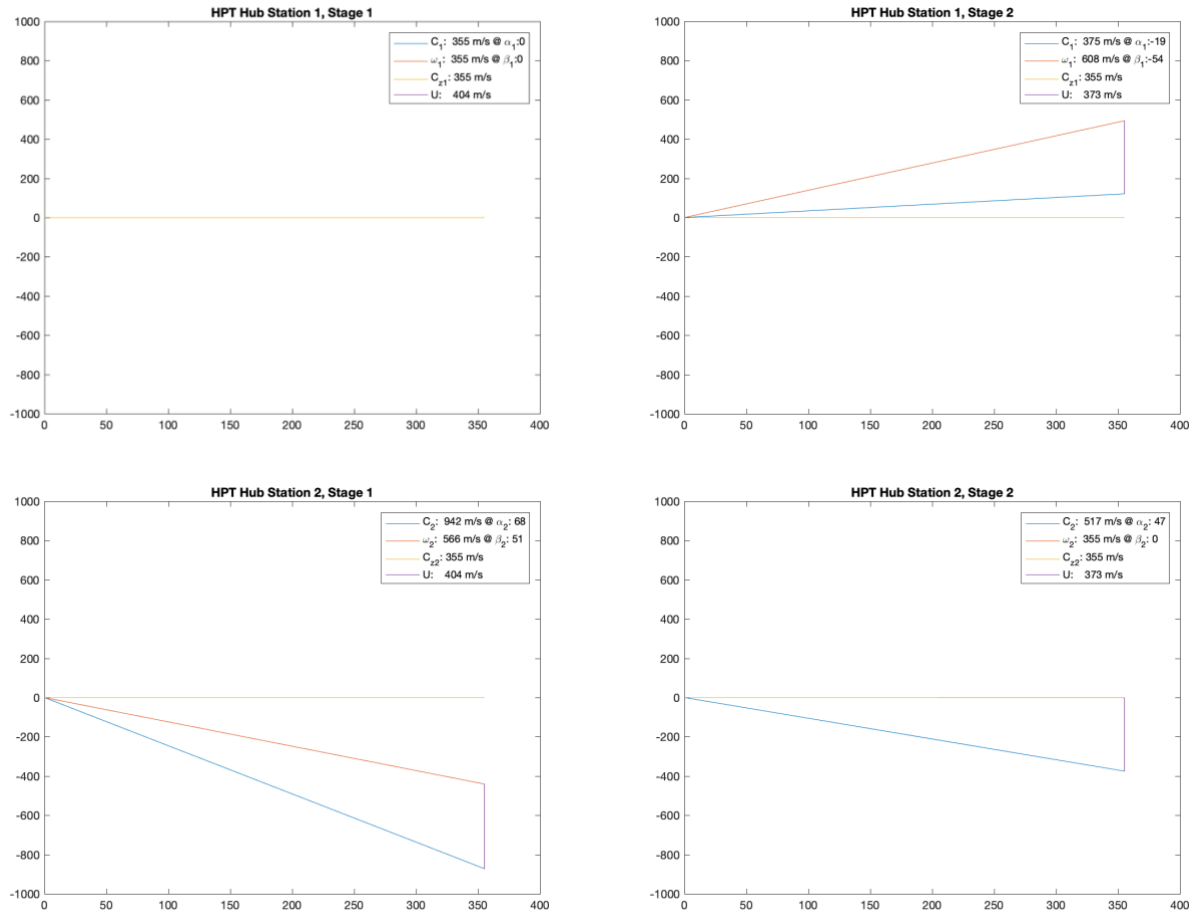 HPT Hub Station 1, Stage 1
1000
800
600
400
200
0
-200
-400
-600
-800
-1000
0 50 100 150 200 250 300 350 400
C₁: 355 m/s @ α₁:0
ω₁: 355 m/s @ β₁:0
C_z1: 355 m/s
U: 404 m/s
HPT Hub Station 1, Stage 2
1000
800
600
400
200
0
-200
-400
-600
-800
-1000
0 50 100 150 200 250 300 350 400
C₁: 375 m/s @ α₁:-19
ω₁: 608 m/s @ β₁:-54
C_z1: 355 m/s
U: 373 m/s
HPT Hub Station 2, Stage 1
1000
800
600
400
200
0
-200
-400
-600
-800
-1000
0 50 100 150 200 250 300 350 400
C₂: 942 m/s @ α₂: 68
ω₂: 566 m/s @ β₂: 51
C_z2: 355 m/s
U: 404 m/s
HPT Hub Station 2, Stage 2
1000
800
600
400
200
0
-200
-400
-600
-800
-1000
0 50 100 150 200 250 300 350 400
C₂: 517 m/s @ α₂: 47
ω₂: 355 m/s @ β₂: 0
C_z2: 355 m/s
U: 373 m/s